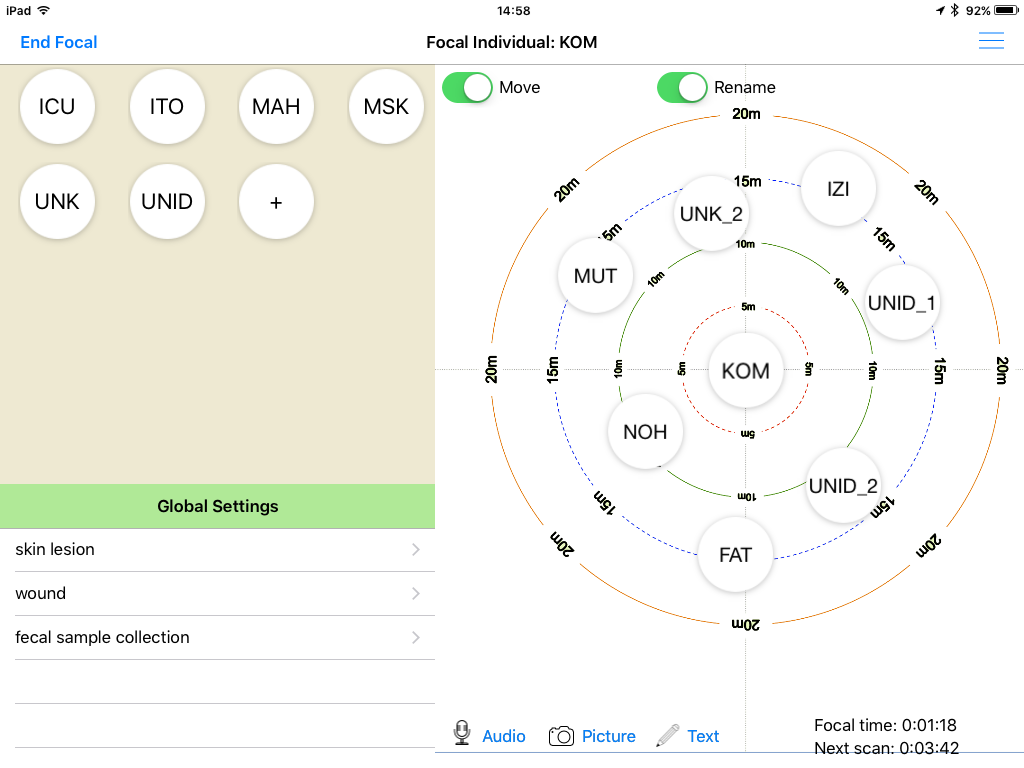 iPad 14:58 92%
End Focal Focal Individual: KOM
ICU ITO MAH MSK
UNK UNID +
Global Settings
skin lesion
wound
fecal sample collection
Move Rename
20m
20m 20m
15m
IZI
UNK_2
5m 15m
10m
MUT
10m 10m
UNID_1
5m
20m 15m 10m 5m KOM 5m 10m 15m 20m
NOH
5m
UNID_2
10m
15m 15m
20m FAT 20m
20m
Audio Picture Text
Focal time: 0:01:18
Next scan: 0:03:42